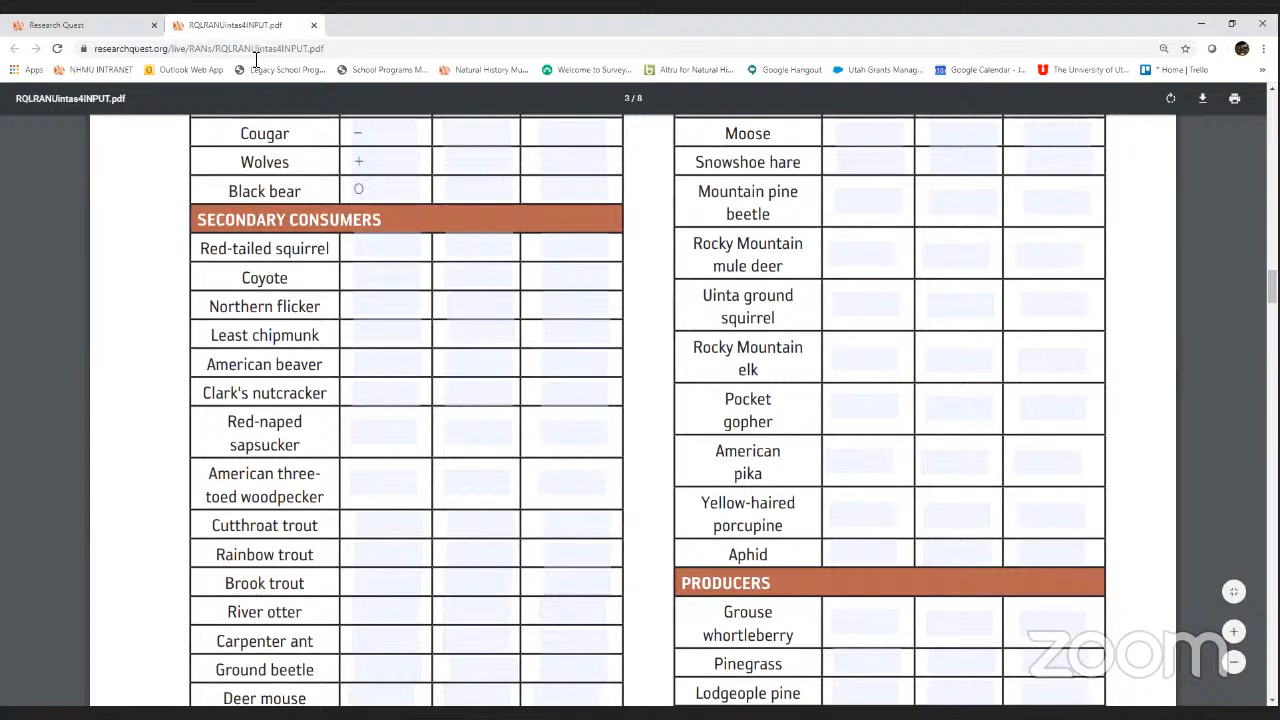 Research Quest
RQLRANUintas4INPUT.pdf
researchquest.org/live/RANs/RQLRANUintas4INPUT.pdf
Apps
NHMU INTRANET
Outlook Web App
Legacy School Prog...
School Programs M...
Natural History Mu...
Welcome to Survey...
Altru for Natural Hi...
Google Hangout
Utah Grants Manag...
Google Calendar - J...
The University of Ut...
* Home | Trello
»
RQLRANUintas4INPUT.pdf
3 / 8
Cougar –
Wolves +
Black bear O
SECONDARY CONSUMERS
Red-tailed squirrel
Coyote
Northern flicker
Least chipmunk
American beaver
Clark's nutcracker
Red-naped
sapsucker
American three-
toed woodpecker
Cutthroat trout
Rainbow trout
Brook trout
River otter
Carpenter ant
Ground beetle
Deer mouse
Moose
Snowshoe hare
Mountain pine
beetle
Rocky Mountain
mule deer
Uinta ground
squirrel
Rocky Mountain
elk
Pocket
gopher
American
pika
Yellow-haired
porcupine
Aphid
PRODUCERS
Grouse
whortleberry
Pinegrass
Lodgeople pine
zoom